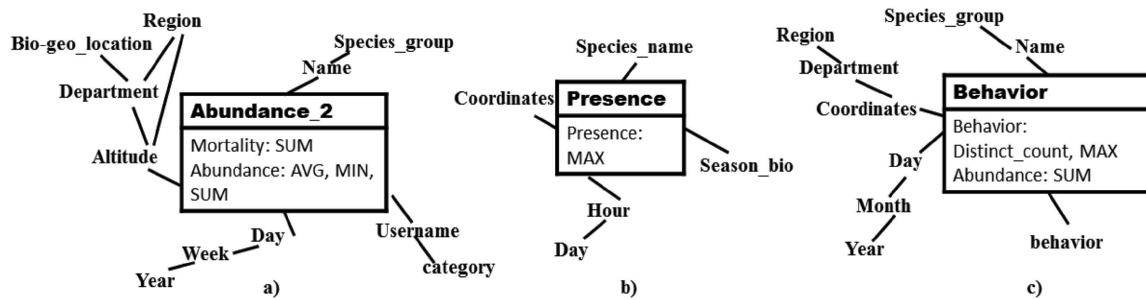 Region
Bio-geo_location
Department
Altitude
Species_group
Name
Abundance_2
Mortality: SUM
Abundance: AVG, MIN,
SUM
Day
Week
Year
Username
category
a)
Species_name
Coordinates
Presence
Presence:
MAX
Season_bio
Hour
Day
b)
Species_group
Region
Name
Department
Coordinates
Behavior
Behavior:
Distinct_count, MAX
Abundance: SUM
Day
Month
Year
behavior
c)